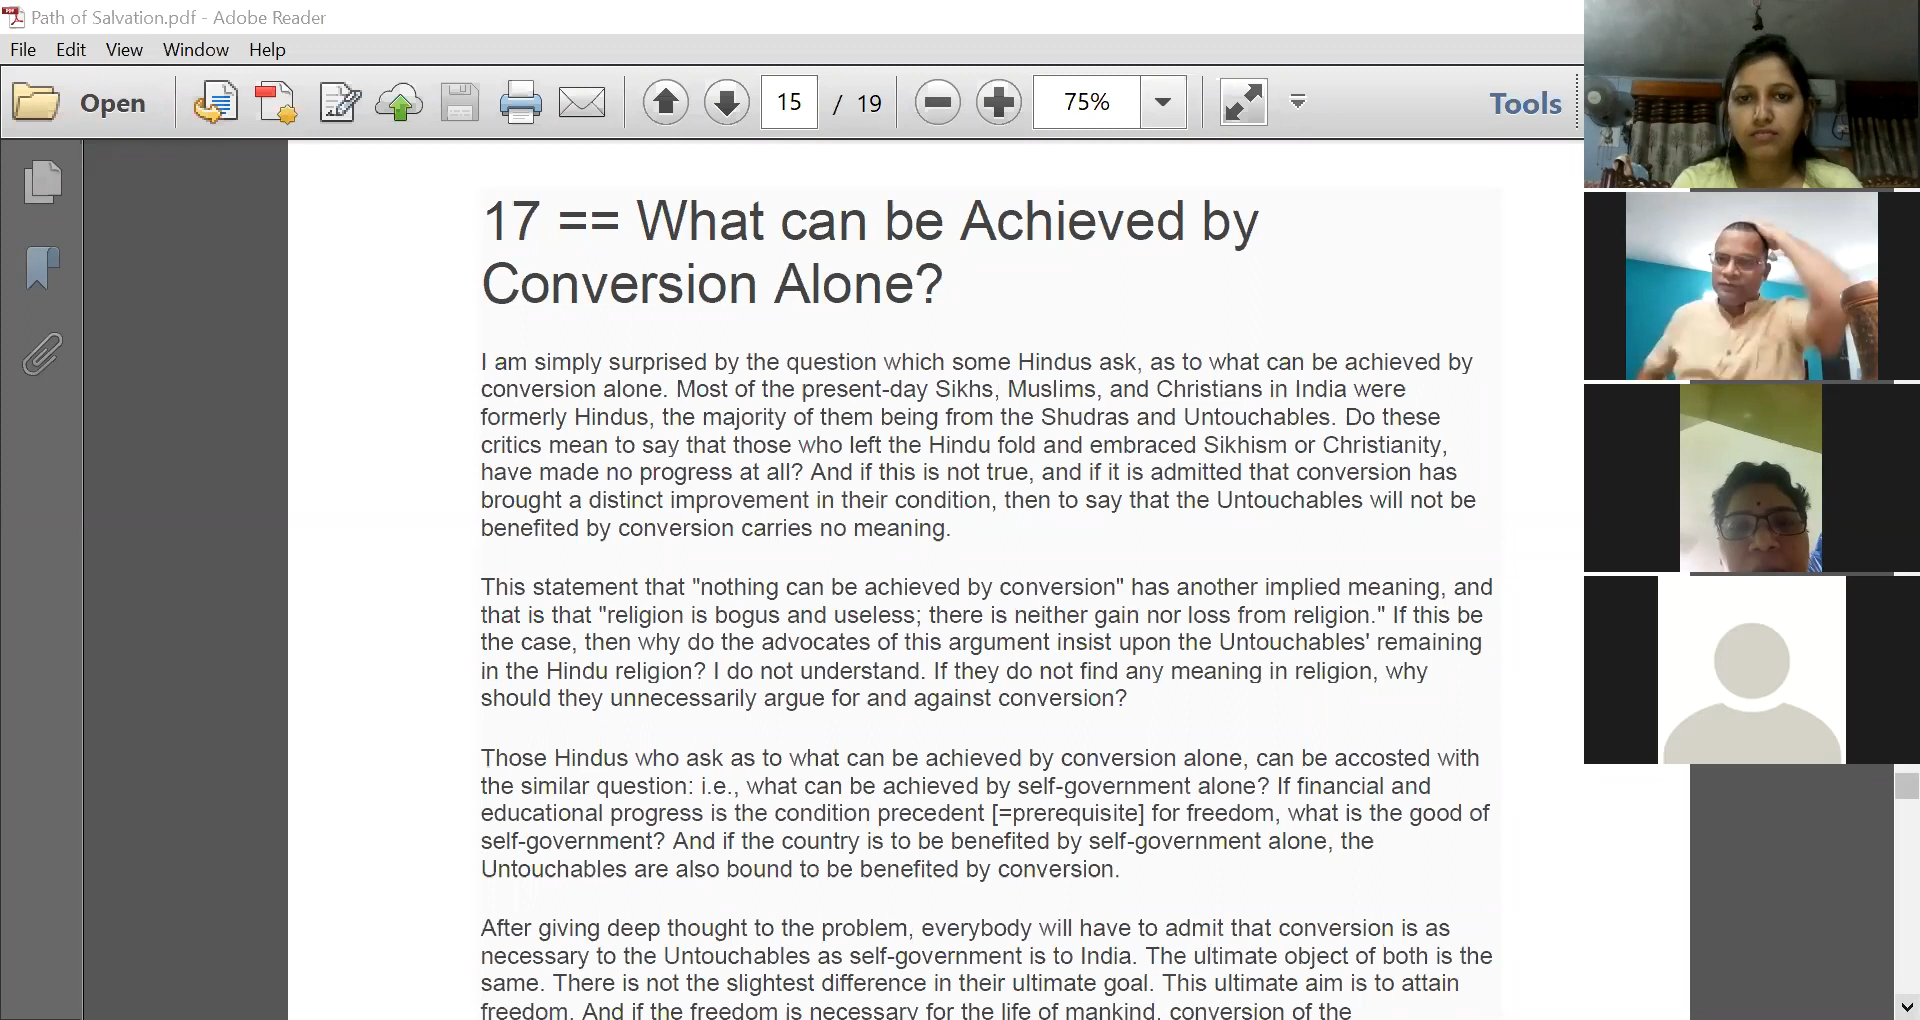 Path of Salvation.pdf - Adobe Reader
File Edit View Window Help
Open 15 / 19 75% Tools
17 == What can be Achieved by
Conversion Alone?
I am simply surprised by the question which some Hindus ask, as to what can be achieved by
conversion alone. Most of the present-day Sikhs, Muslims, and Christians in India were
formerly Hindus, the majority of them being from the Shudras and Untouchables. Do these
critics mean to say that those who left the Hindu fold and embraced Sikhism or Christianity,
have made no progress at all? And if this is not true, and if it is admitted that conversion has
brought a distinct improvement in their condition, then to say that the Untouchables will not be
benefited by conversion carries no meaning.
This statement that "nothing can be achieved by conversion" has another implied meaning, and
that is that "religion is bogus and useless; there is neither gain nor loss from religion." If this be
the case, then why do the advocates of this argument insist upon the Untouchables' remaining
in the Hindu religion? I do not understand. If they do not find any meaning in religion, why
should they unnecessarily argue for and against conversion?
Those Hindus who ask as to what can be achieved by conversion alone, can be accosted with
the similar question: i.e., what can be achieved by self-government alone? If financial and
educational progress is the condition precedent [=prerequisite] for freedom, what is the good of
self-government? And if the country is to be benefited by self-government alone, the
Untouchables are also bound to be benefited by conversion.
After giving deep thought to the problem, everybody will have to admit that conversion is as
necessary to the Untouchables as self-government is to India. The ultimate object of both is the
same. There is not the slightest difference in their ultimate goal. This ultimate aim is to attain
freedom. And if the freedom is necessary for the life of mankind, conversion of the